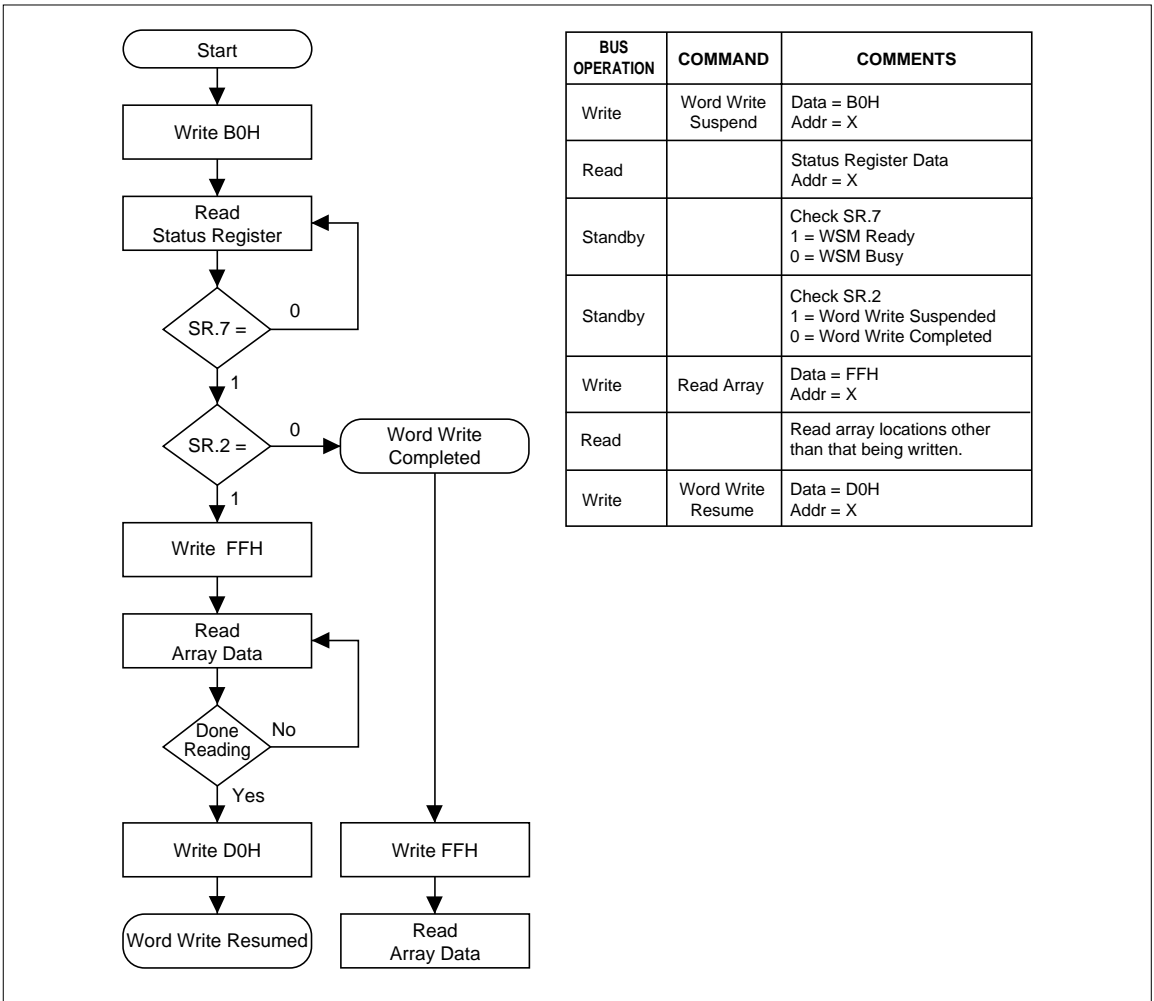 Start
Write B0H
Read
Status Register
SR.7 =
0
1
SR.2 =
0
Word Write
Completed
1
Write FFH
Read
Array Data
Done
Reading
No
Yes
Write D0H
Write FFH
Word Write Resumed
Read
Array Data
BUS
OPERATION
COMMAND
COMMENTS
Write
Word Write
Suspend
Data = B0H
Addr = X
Read
Status Register Data
Addr = X
Standby
Check SR.7
1 = WSM Ready
0 = WSM Busy
Standby
Check SR.2
1 = Word Write Suspended
0 = Word Write Completed
Write
Read Array
Data = FFH
Addr = X
Read
Read array locations other
than that being written.
Write
Word Write
Resume
Data = D0H
Addr = X